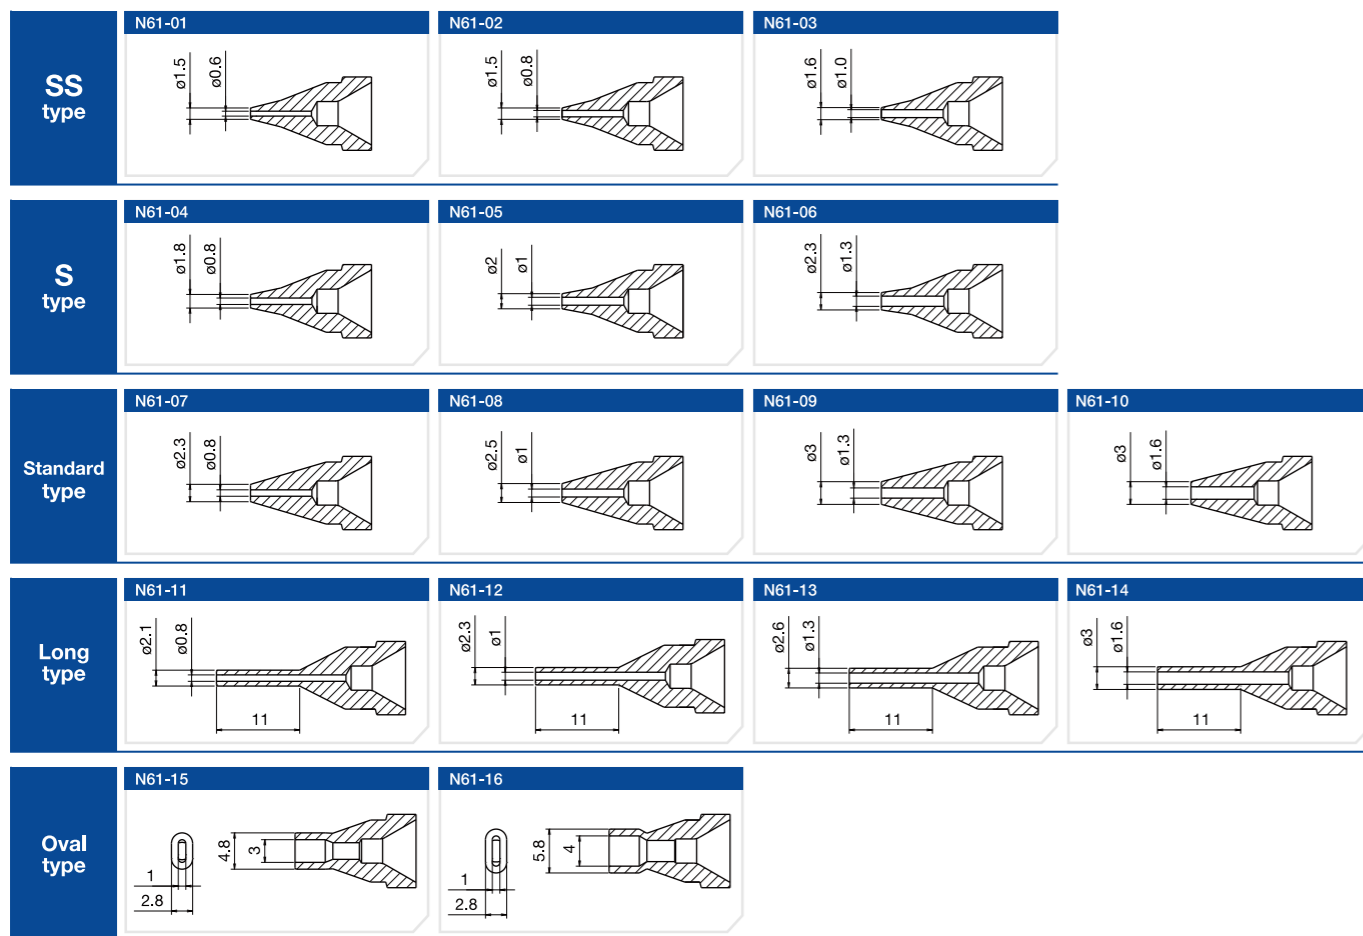 SS
type
N61-01
ø1.5
ø0.6
N61-02
ø1.5
ø0.8
N61-03
ø1.6
ø1.0
S
type
N61-04
ø1.8
ø0.8
N61-05
ø2
ø1
N61-06
ø2.3
ø1.3
Standard
type
N61-07
ø2.3
ø0.8
N61-08
ø2.5
ø1
N61-09
ø3
ø1.3
N61-10
ø3
ø1.6
Long
type
N61-11
ø2.1
ø0.8
11
N61-12
ø2.3
ø1
11
N61-13
ø2.6
ø1.3
11
N61-14
ø3
ø1.6
11
Oval
type
N61-15
1
2.8
4.8
3
N61-16
1
2.8
5.8
4